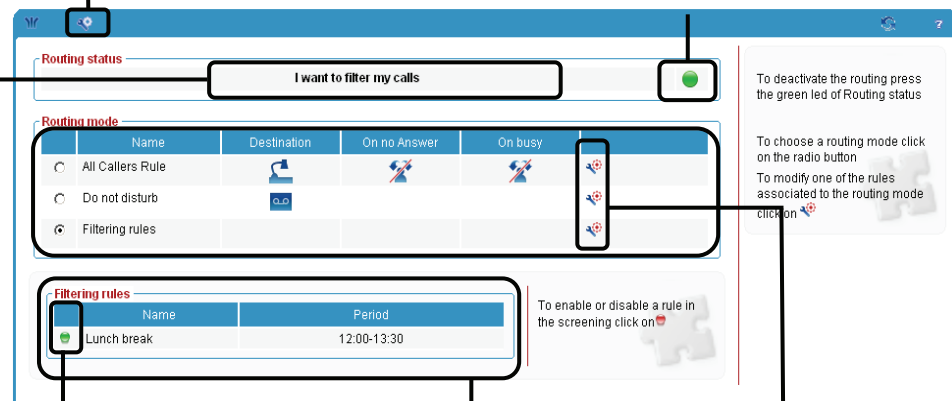 ?
Routing status
I want to filter my calls
To deactivate the routing press
the green led of Routing status
Routing mode
Name Destination On no Answer On busy
All Callers Rule
Do not disturb
Filtering rules
To choose a routing mode click
on the radio button
To modify one of the rules
associated to the routing mode
click on
Filtering rules
Name Period
Lunch break 12:00-13:30
To enable or disable a rule in
the screening click on